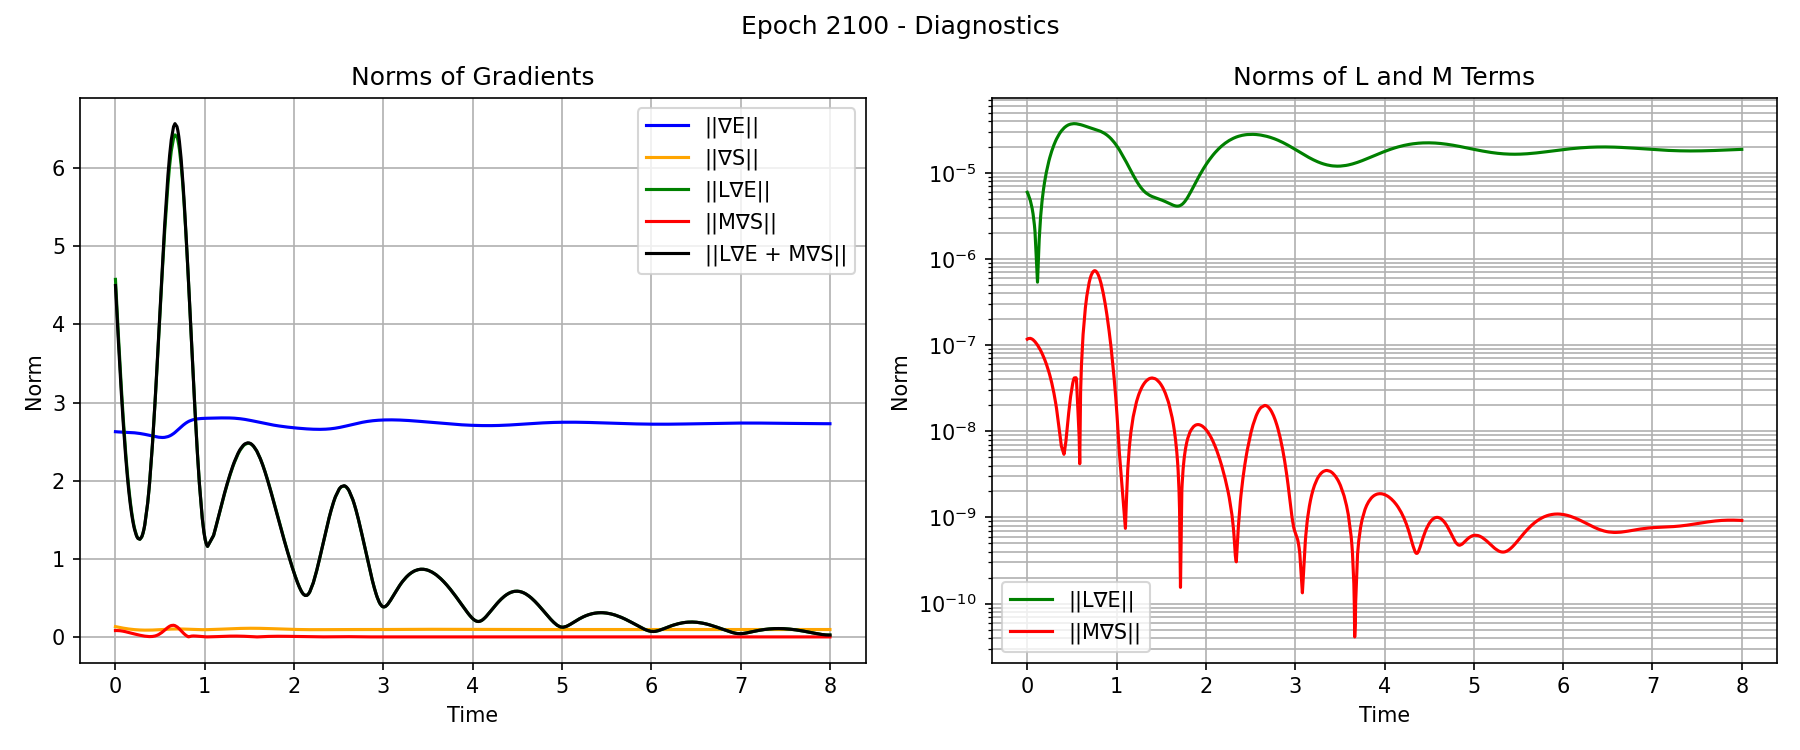 Epoch 2100 - Diagnostics
Norms of Gradients
Norm
6
5
4
3
2
1
0
0 1 2 3 4 5 6 7 8
Time
||∇E||
||∇S||
||L∇E||
||M∇S||
||L∇E + M∇S||
Norms of L and M Terms
Norm
10⁻⁵
10⁻⁶
10⁻⁷
10⁻⁸
10⁻⁹
10⁻¹⁰
||L∇E||
||M∇S||
0 1 2 3 4 5 6 7 8
Time